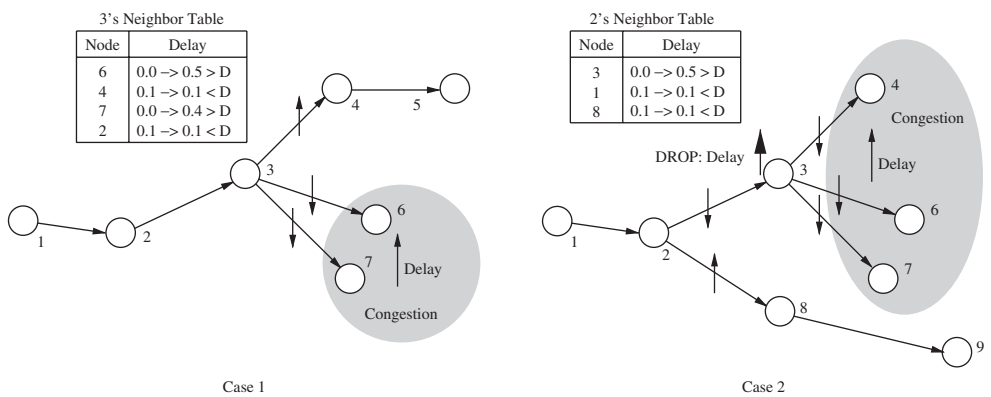 3's Neighbor Table
Node Delay
6 0.0 –> 0.5 > D
4 0.1 –> 0.1 < D
7 0.0 –> 0.4 > D
2 0.1 –> 0.1 < D
4
5
3
6
1
2
7
Delay
Congestion
Case 1
2's Neighbor Table
Node Delay
3 0.0 –> 0.5 > D
1 0.1 –> 0.1 < D
8 0.1 –> 0.1 < D
4
Congestion
DROP: Delay
3
Delay
6
1
2
7
8
9
Case 2